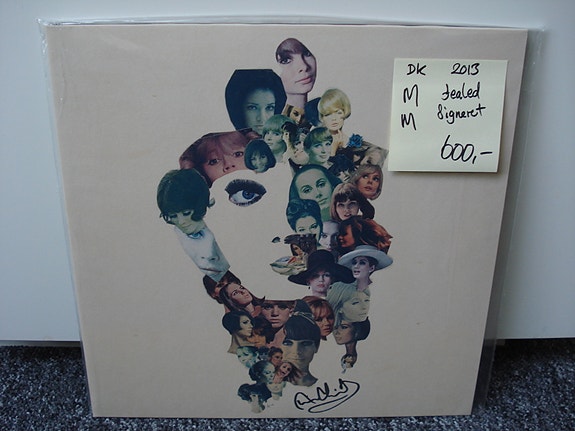 DK 2013
M sealed
M Signeret
600,-